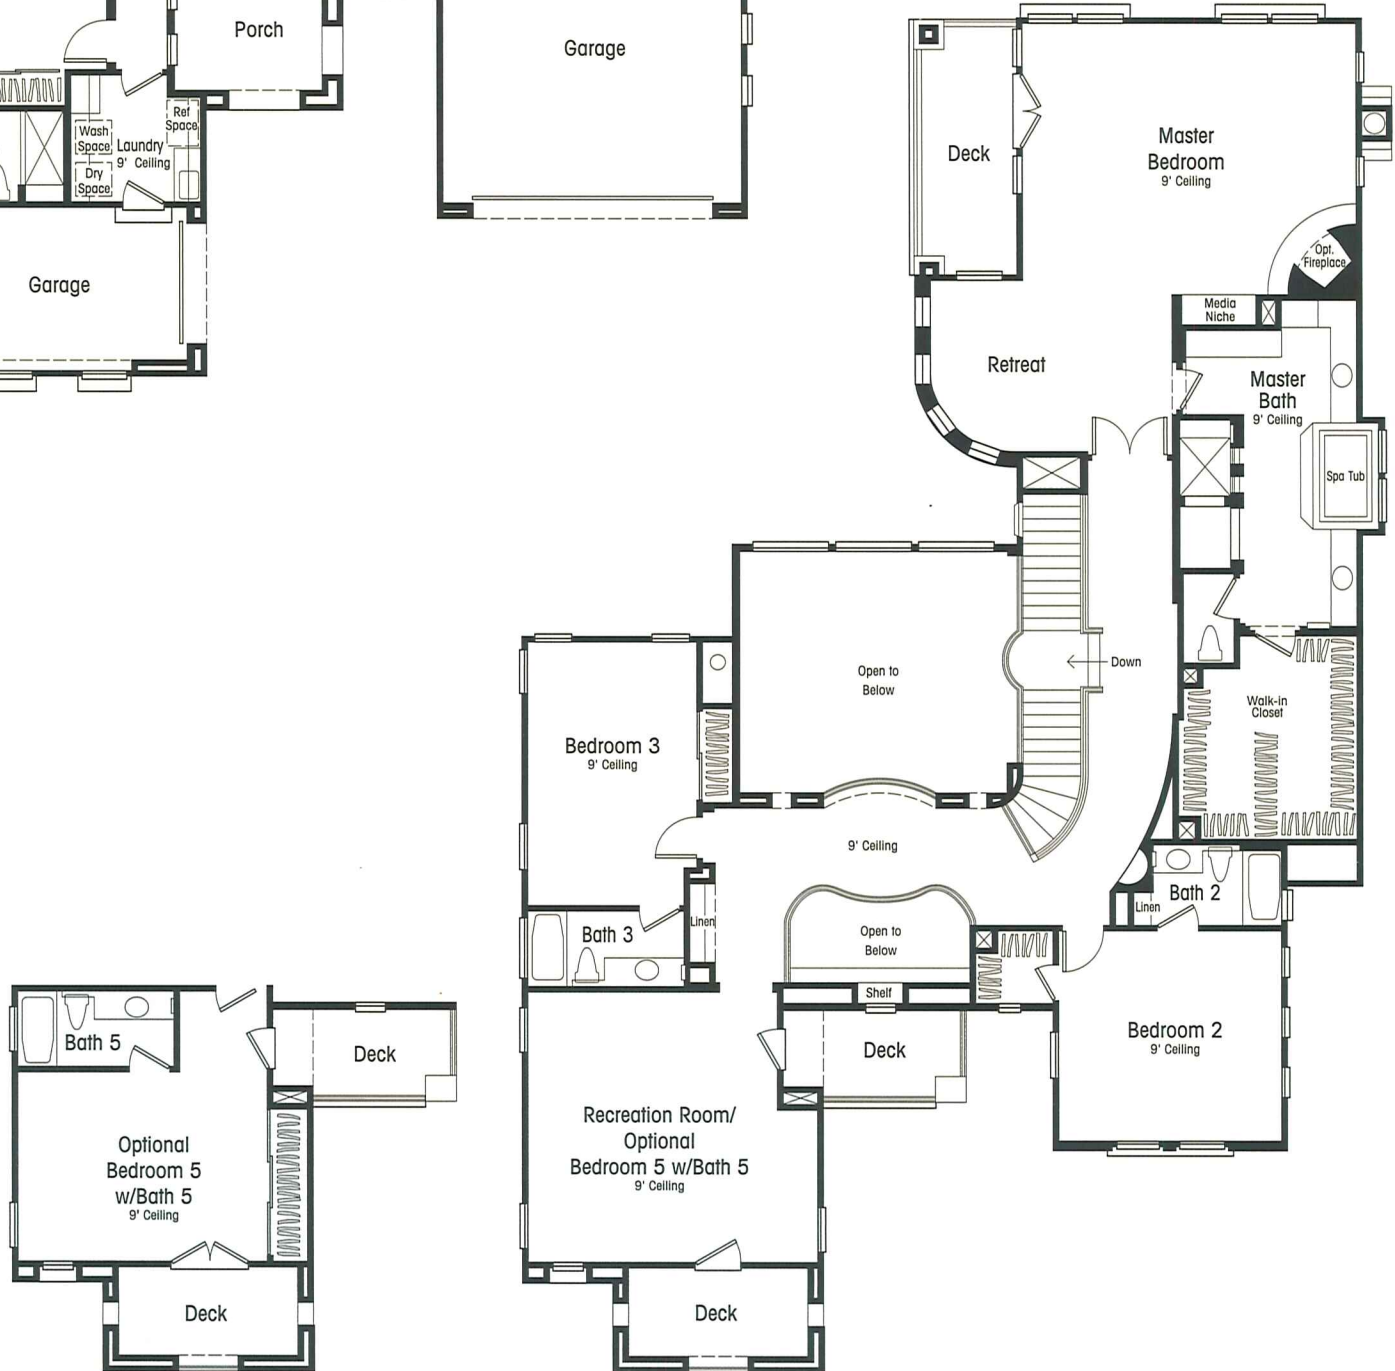 Porch
Garage
Ref
Space
Wash
Space
Laundry
9' Ceiling
Dry
Space
Garage
Deck
Master
Bedroom
9' Ceiling
Opt.
Fireplace
Media
Niche
Retreat
Master
Bath
9' Ceiling
Spa Tub
Open to
Below
Down
Walk-in
Closet
Bedroom 3
9' Ceiling
9' Ceiling
Bath 2
Linen
Linen
Bath 3
Open to
Below
Shelf
Bedroom 2
9' Ceiling
Deck
Recreation Room/
Optional
Bedroom 5 w/Bath 5
9' Ceiling
Deck
Bath 5
Deck
Optional
Bedroom 5
w/Bath 5
9' Ceiling
Deck